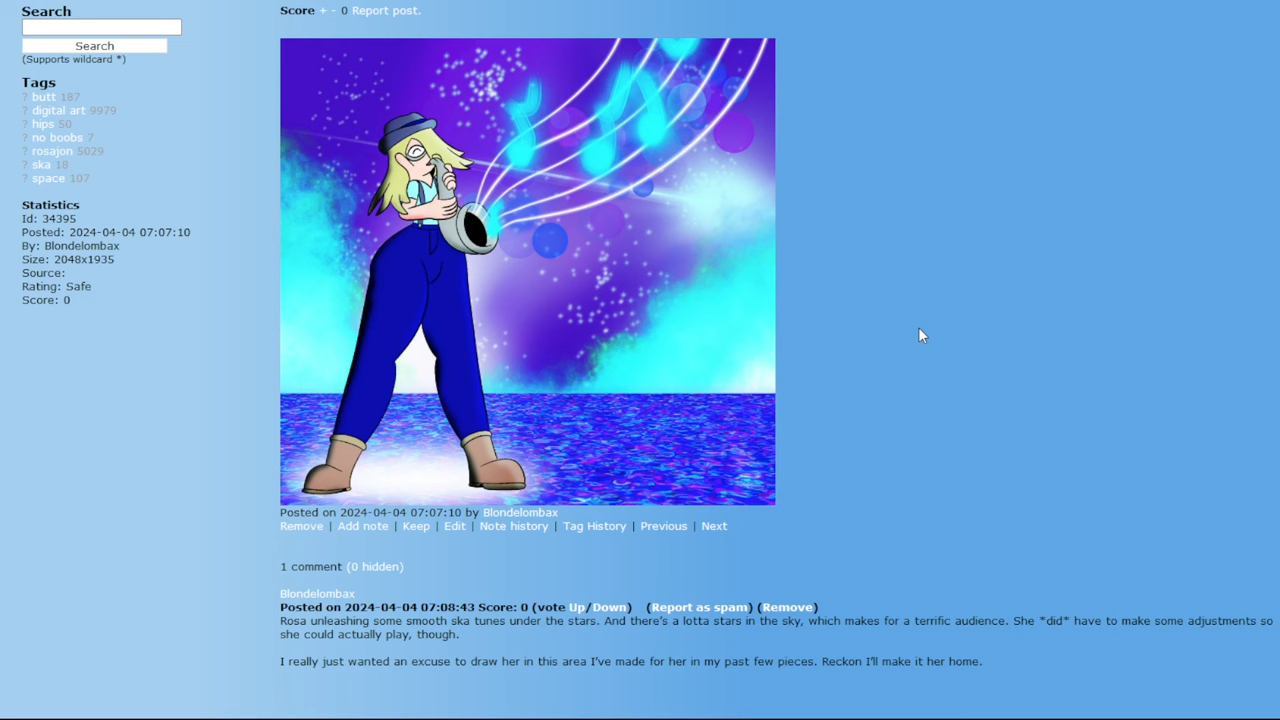 Search
Search
(Supports wildcard *)
Tags
? butt 187
? digital art 9979
? hips 50
? no boobs 7
? rosajon 5029
? ska 18
? space 107
Statistics
Id: 34395
Posted: 2024-04-04 07:07:10
By: Blondelombax
Size: 2048x1935
Source:
Rating: Safe
Score: 0
Score + - 0 Report post.
Posted on 2024-04-04 07:07:10 by Blondelombax
Remove | Add note | Keep | Edit | Note history | Tag History | Previous | Next
1 comment (0 hidden)
Blondelombax
Posted on 2024-04-04 07:08:43 Score: 0 (vote Up/Down) (Report as spam) (Remove)
Rosa unleashing some smooth ska tunes under the stars. And there's a lotta stars in the sky, which makes for a terrific audience. She *did* have to make some adjustments so
she could actually play, though.
I really just wanted an excuse to draw her in this area I've made for her in my past few pieces. Reckon I'll make it her home.